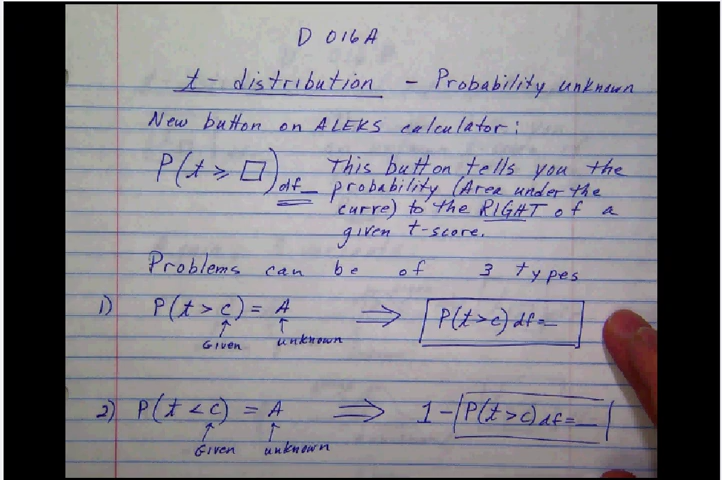 D 016A
t-distribution - Probability unknown
New button on ALEKS calculator:
P(t ≥ □) df_ This button tells you the
probability (Area under the
curve) to the RIGHT of a
given t-score.
Problems can be of 3 types
1) P(t > c) = A ⇒ P(t>c) df=_
Given unknown
2) P(t < c) = A ⇒ 1 - P(t>c) df=_
Given unknown